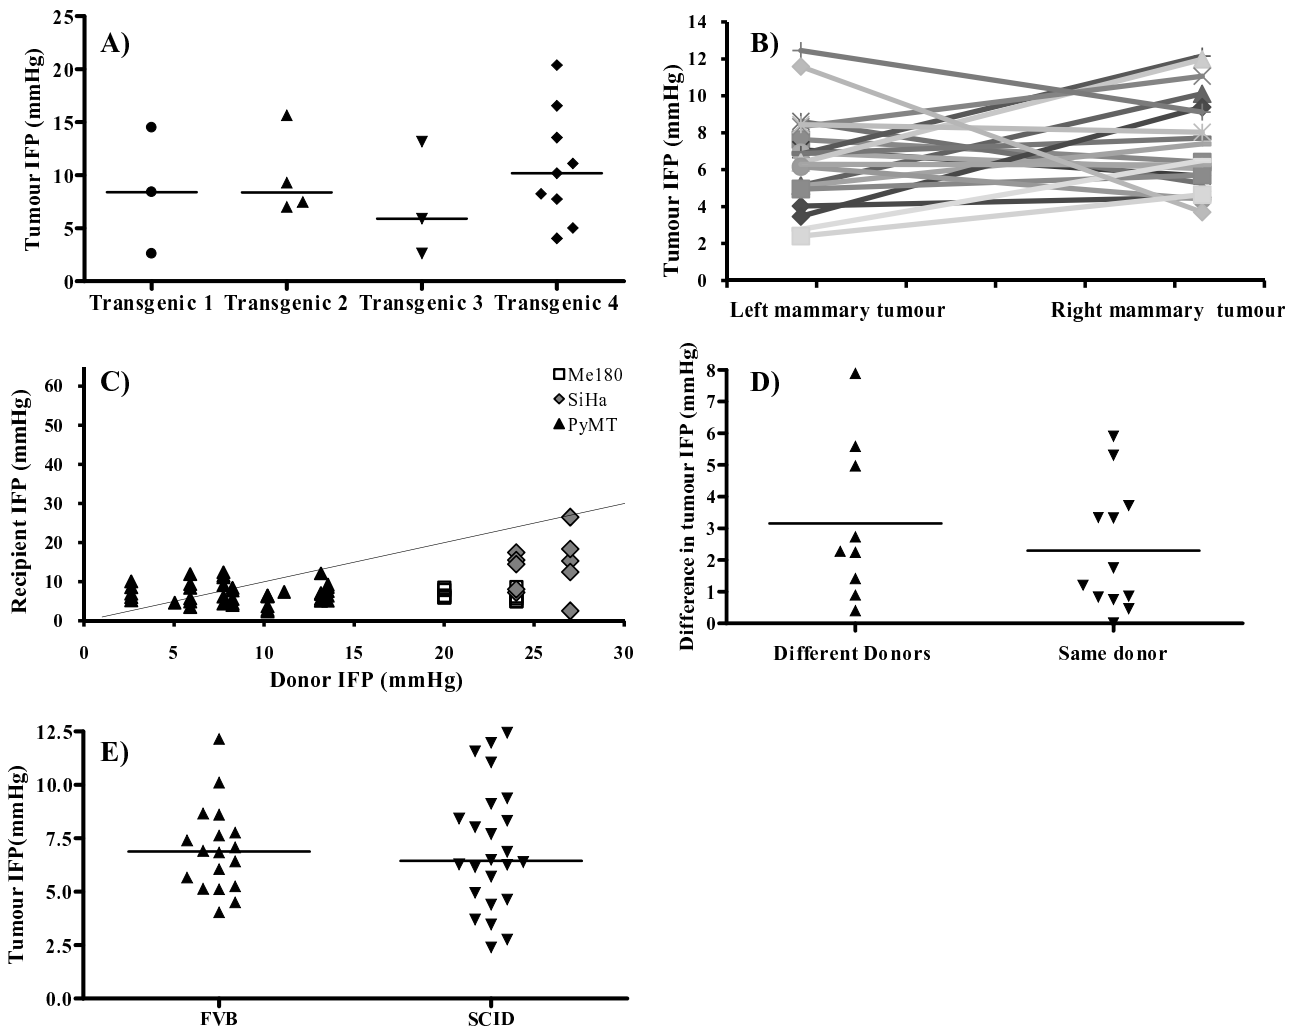 A)
Tumour IFP (mmHg)
25
20
15
10
5
0
Transgenic 1 Transgenic 2 Transgenic 3 Transgenic 4
B)
Tumour IFP (mmHg)
14
12
10
8
6
4
2
0
Left mammary tumour Right mammary tumour
C)
Recipient IFP (mmHg)
60
50
40
30
20
10
0
Me180
SiHa
PyMT
0 5 10 15 20 25 30
Donor IFP (mmHg)
D)
Difference in tumour IFP (mmHg)
8
7
6
5
4
3
2
1
0
Different Donors Same donor
E)
Tumour IFP(mmHg)
12.5
10.0
7.5
5.0
2.5
0.0
FVB SCID